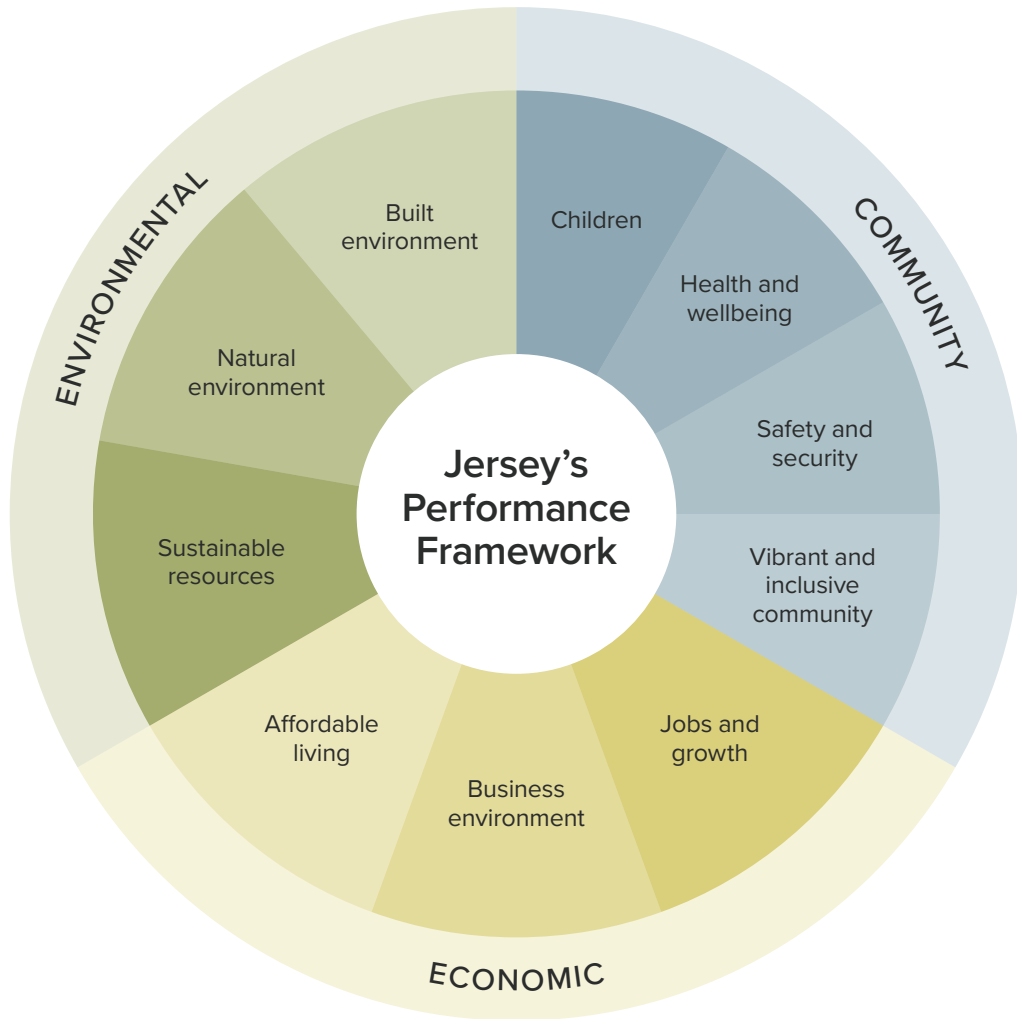 Jersey’s
Performance
Framework
COMMUNITY
Children
Health and
wellbeing
Safety and
security
Vibrant and
inclusive
community
ECONOMIC
Jobs and
growth
Business
environment
Affordable
living
ENVIRONMENTAL
Sustainable
resources
Natural
environment
Built
environment